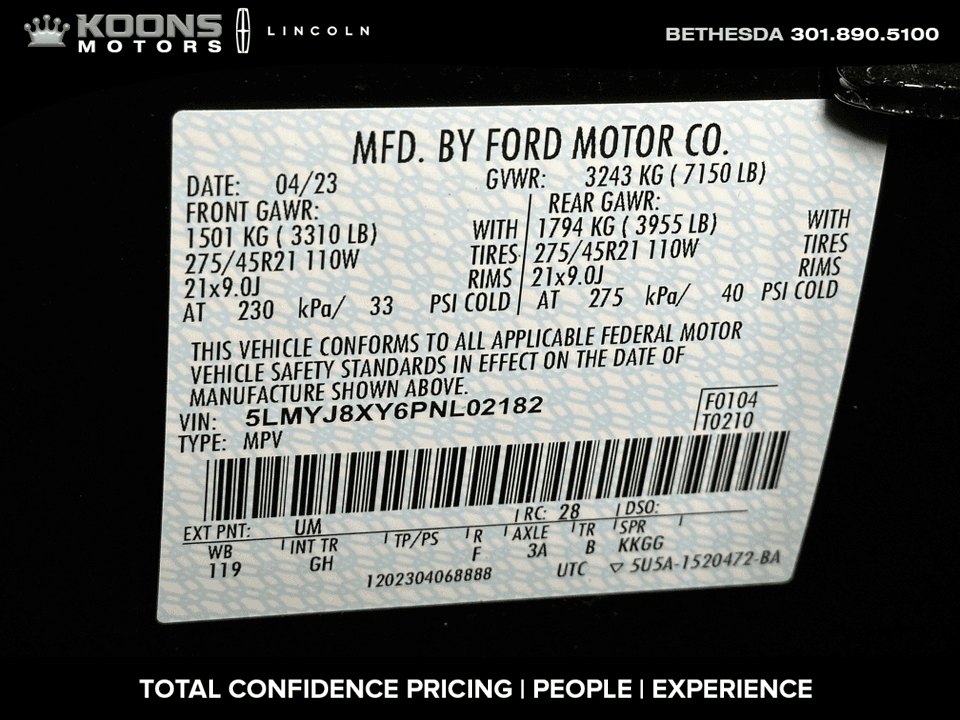 KOONS MOTORS LINCOLN BETHESDA 301.890.5100
MFD. BY FORD MOTOR CO.
DATE: 04/23 GVWR: 3243 KG ( 7150 LB)
FRONT GAWR: REAR GAWR:
1501 KG ( 3310 LB) WITH 1794 KG ( 3955 LB) WITH
275/45R21 110W TIRES 275/45R21 110W TIRES
21x9.0J RIMS 21x9.0J RIMS
AT 230 kPa/ 33 PSI COLD AT 275 kPa/ 40 PSI COLD
THIS VEHICLE CONFORMS TO ALL APPLICABLE FEDERAL MOTOR
VEHICLE SAFETY STANDARDS IN EFFECT ON THE DATE OF
MANUFACTURE SHOWN ABOVE.
VIN: 5LMYJ8XY6PNL02182 F0104
TYPE: MPV T0210
EXT PNT: UM RC: 28 DSO:
WB INT TR TP/PS R AXLE TR SPR
119 GH F 3A B KKGG
1202304068888 UTC ▽ 5U5A-1520472-BA
TOTAL CONFIDENCE PRICING | PEOPLE | EXPERIENCE